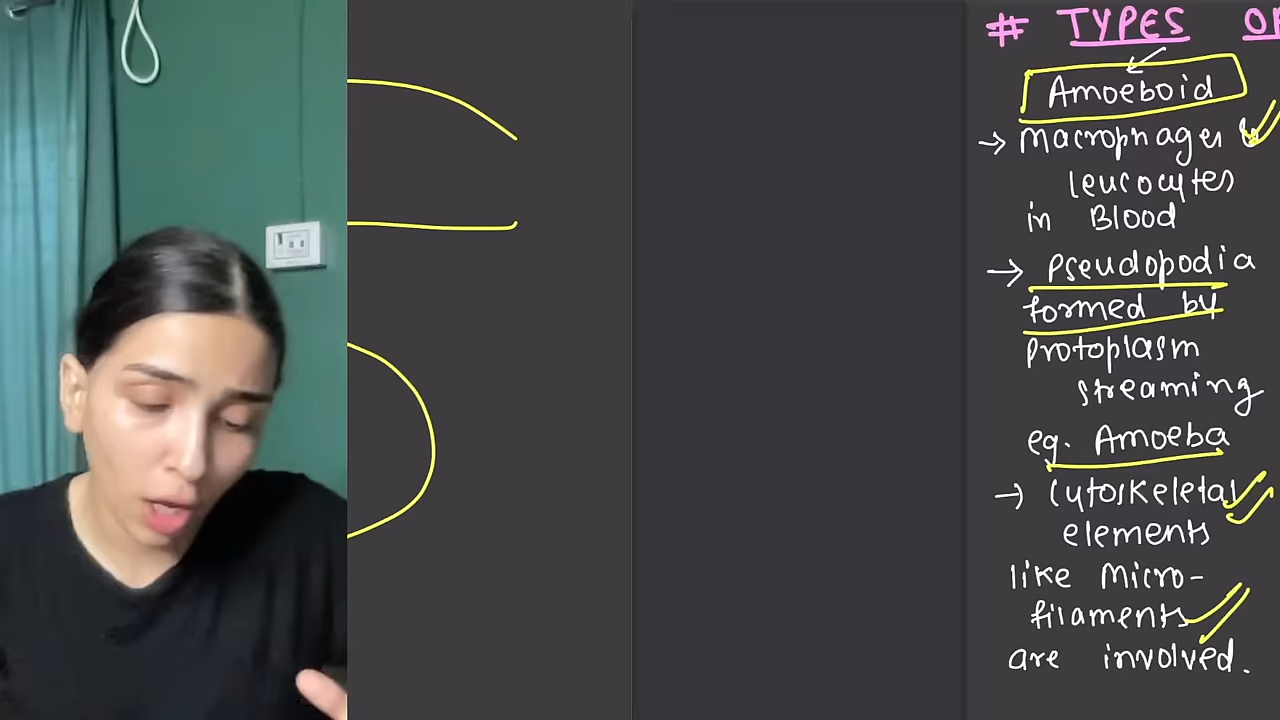 # TYPES OF
Amoeboid
→ Macrophages &
leucocytes
in Blood
→ Pseudopodia
formed by
protoplasm
streaming
eg. Amoeba
→ Cytoskeletal
elements
like Micro-
filaments
are involved.